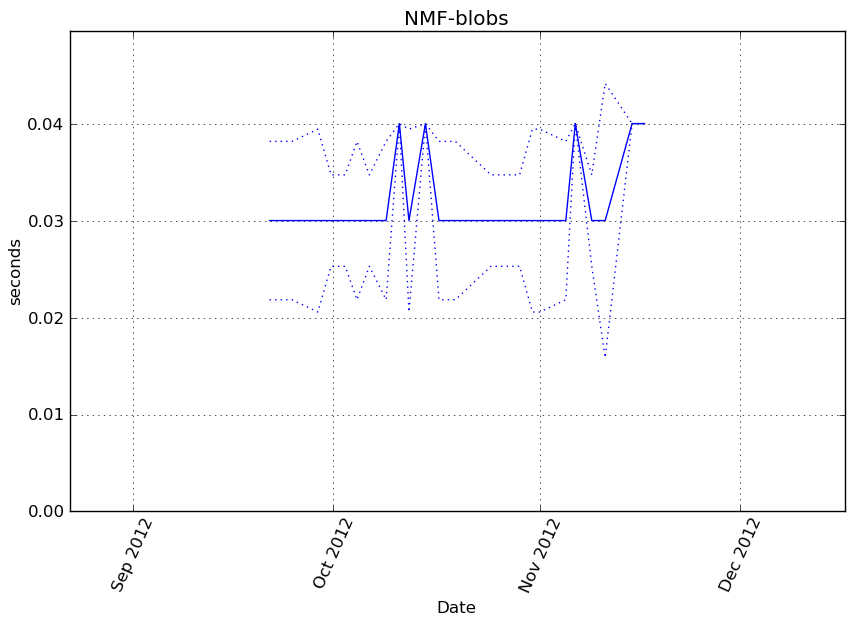 NMF-blobs
seconds
0.04
0.03
0.02
0.01
0.00
Sep 2012
Oct 2012
Nov 2012
Dec 2012
Date